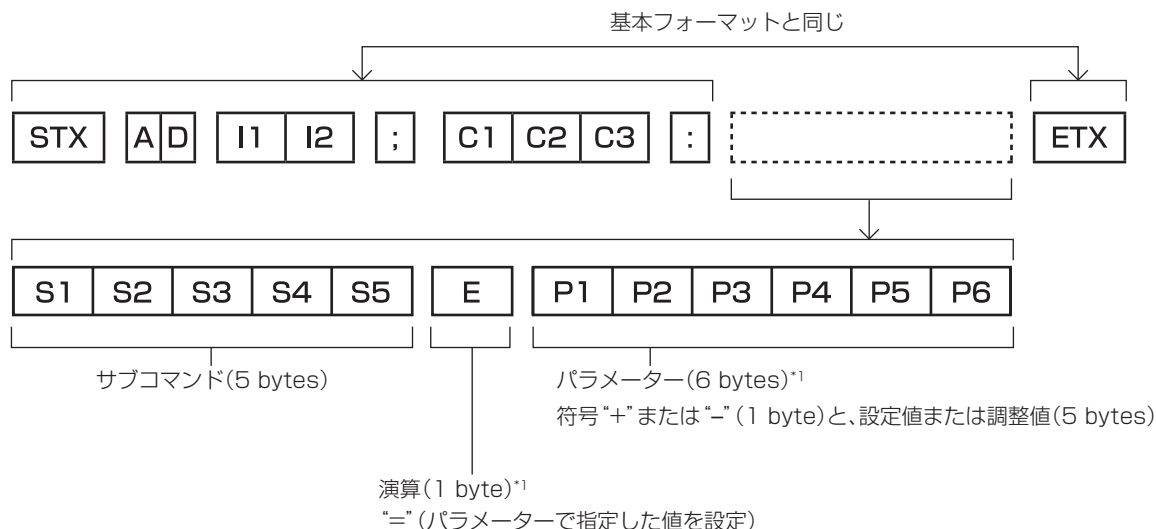 基本フォーマットと同じ
STX A D I1 I2 ; C1 C2 C3 : ETX
S1 S2 S3 S4 S5 E P1 P2 P3 P4 P5 P6
サブコマンド(5 bytes)
パラメーター(6 bytes)*1
符号“+”または“–”(1 byte)と、設定値または調整値(5 bytes)
演算(1 byte)*1
“=”(パラメーターで指定した値を設定)